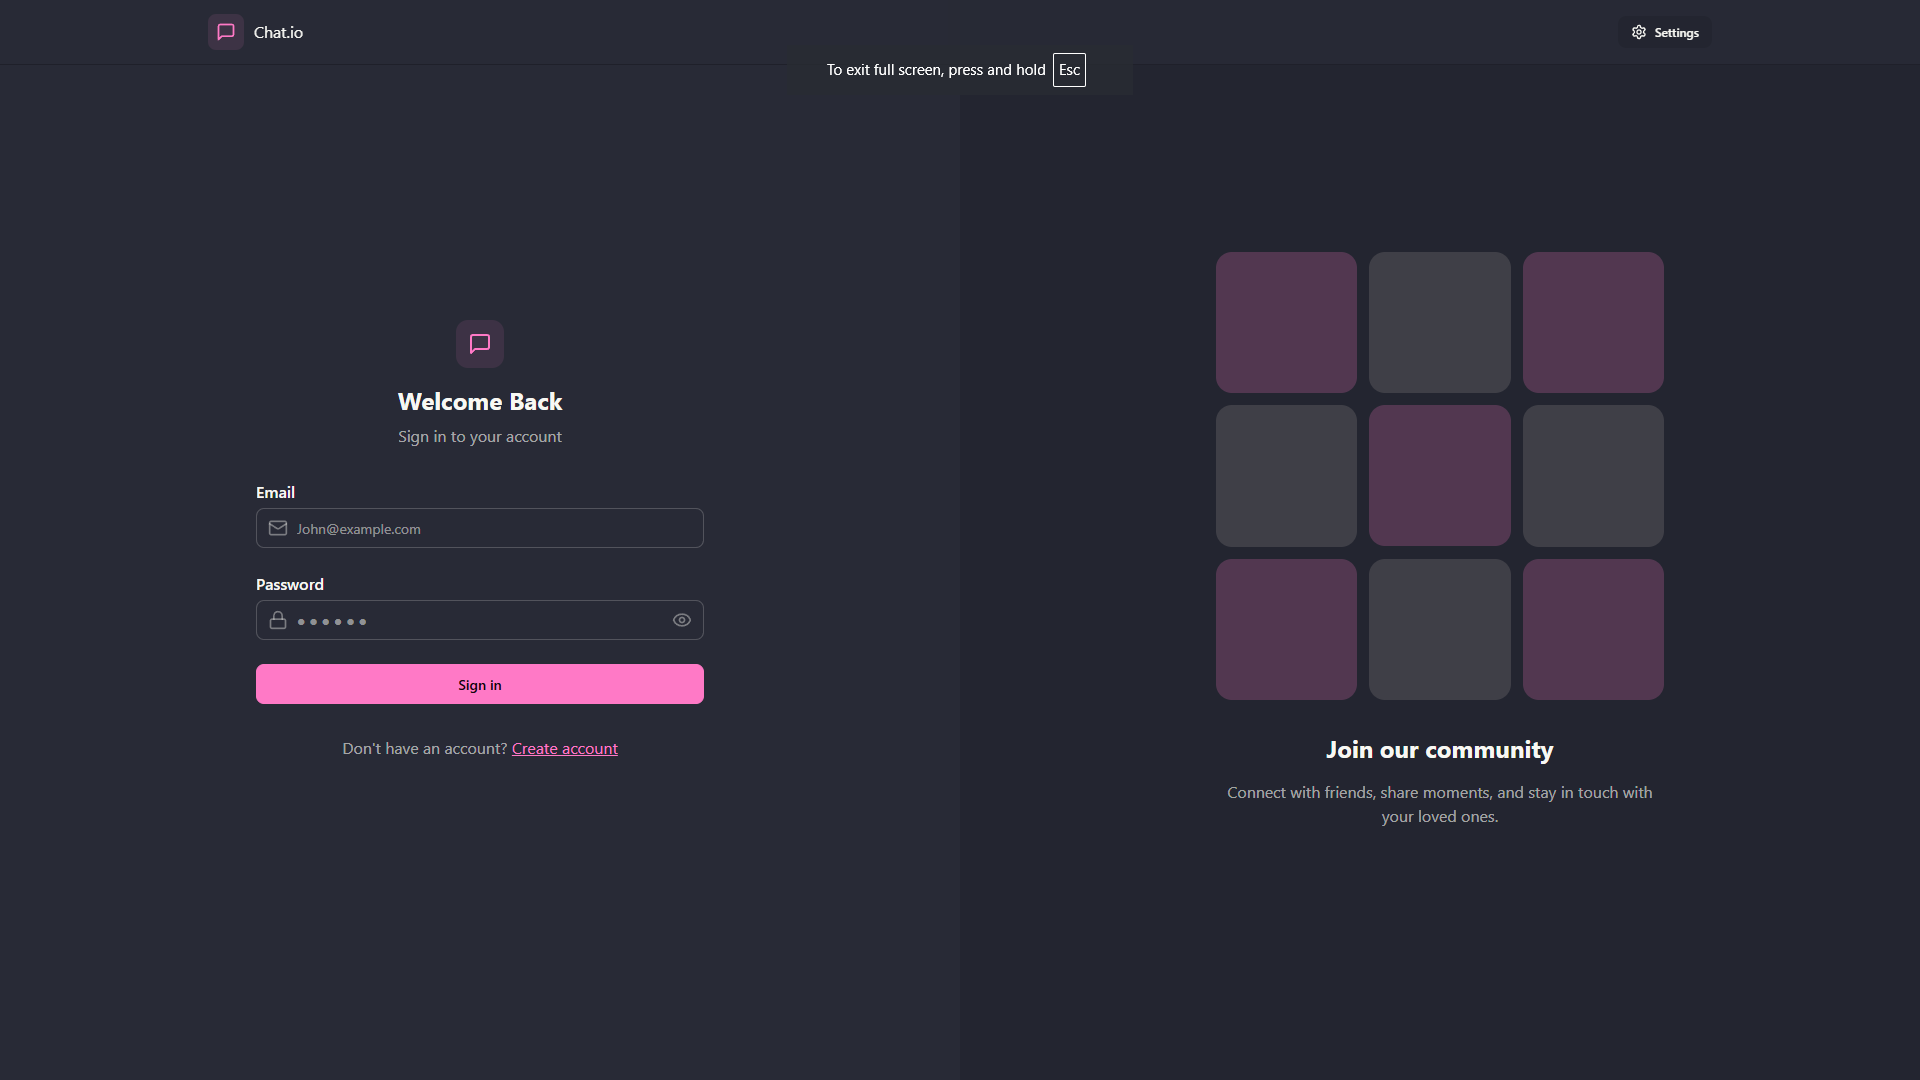 Chat.io
Settings
To exit full screen, press and hold Esc
Welcome Back
Sign in to your account
Email
John@example.com
Password
●●●●●●
Sign in
Don't have an account? Create account
Join our community
Connect with friends, share moments, and stay in touch with
your loved ones.